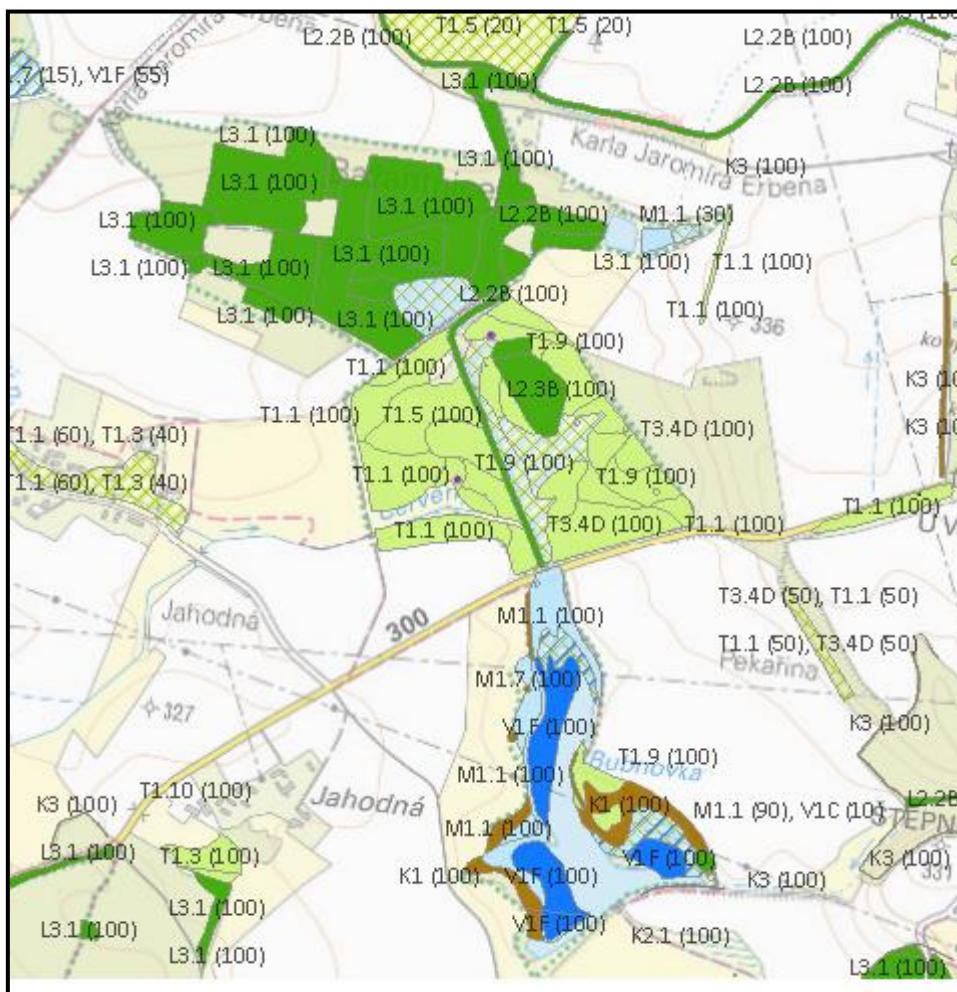 T1.5 (20)
T1.5 (20)
L2.2B (100)
L2.2B (100)
.7 (15), V1F (55)
L3.1 (100)
L2.2B (100)
Karla Jaromíra Erbena
L3.1 (100)
L3.1 (100)
Karla Jaromíra Erbena
K3 (100)
L3.1 (100)
L3.1 (100)
L3.1 (100)
L2.2B (100)
M1.1 (30)
L3.1 (100)
L3.1 (100)
L3.1 (100)
L3.1 (100)
T1.1 (100)
L3.1 (100)
L2.2B (100)
L3.1 (100)
T1.1 (100)
336
T1.9 (100)
T1.1 (100)
L2.3B (100)
K3 (10
T1.1 (100)
T1.5 (100)
T3.4D (100)
K3 (10
T1.1 (60), T1.3 (40)
T1.9 (100)
T1.1 (100)
T1.9 (100)
T1.1 (60), T1.3 (40)
T1.1 (100)
T1.1 (100)
T3.4D (100)
T1.1 (100)
Jahodná
300
M1.1 (100)
T3.4D (50), T1.1 (50)
T1.1 (50), T3.4D (50)
Pekařina
M1.7 (100)
327
V1F (100)
K3 (100)
T1.9 (100)
Bubnovka
M1.1 (100)
T1.10 (100)
Jahodná
K3 (100)
K1 (100)
M1.1 (90), V1C (10)
L2.2B
M1.1 (100)
STEPN
L3.1 (100)
T1.3 (100)
V1F (100)
K3 (100)
331
K1 (100)
V1F (100)
K3 (100)
L3.1 (100)
L3.1 (100)
V1F (100)
K2.1 (100)
L3.1 (100)
L3.1 (100)